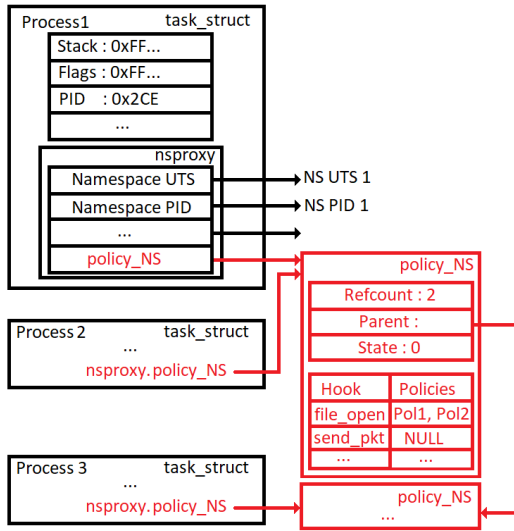 Process1 task_struct
Stack : 0xFF...
Flags : 0xFF...
PID : 0x2CE
...
nsproxy
Namespace UTS
NS UTS 1
Namespace PID
NS PID 1
...
policy_NS
policy_NS
Refcount : 2
Parent :
State : 0
Hook Policies
file_open Pol1, Pol2
send_pkt NULL
... ...
Process 2 task_struct
...
nsproxy.policy_NS
Process 3 task_struct
...
nsproxy.policy_NS
policy_NS
...